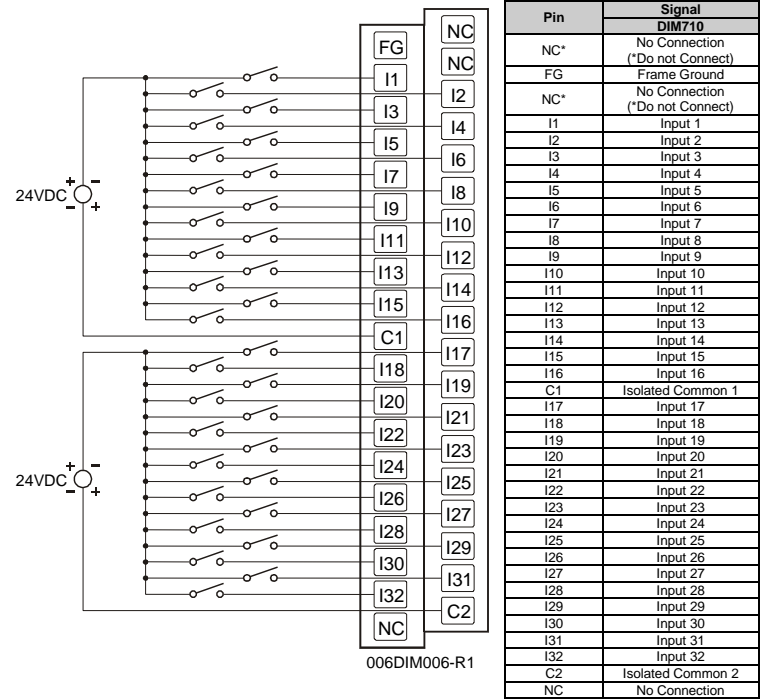 NC
FG
NC
I1
I2
I3
I4
I5
I6
I7
I8
I9
I10
I11
I12
I13
I14
I15
I16
C1
I17
I18
I19
I20
I21
I22
I23
I24
I25
I26
I27
I28
I29
I30
I31
I32
C2
NC
+ -
24VDC
- +
+ -
24VDC
- +
006DIM006-R1
Pin Signal
DIM710
NC* No Connection
(*Do not Connect)
FG Frame Ground
NC* No Connection
(*Do not Connect)
I1 Input 1
I2 Input 2
I3 Input 3
I4 Input 4
I5 Input 5
I6 Input 6
I7 Input 7
I8 Input 8
I9 Input 9
I10 Input 10
I11 Input 11
I12 Input 12
I13 Input 13
I14 Input 14
I15 Input 15
I16 Input 16
C1 Isolated Common 1
I17 Input 17
I18 Input 18
I19 Input 19
I20 Input 20
I21 Input 21
I22 Input 22
I23 Input 23
I24 Input 24
I25 Input 25
I26 Input 26
I27 Input 27
I28 Input 28
I29 Input 29
I30 Input 30
I31 Input 31
I32 Input 32
C2 Isolated Common 2
NC No Connection